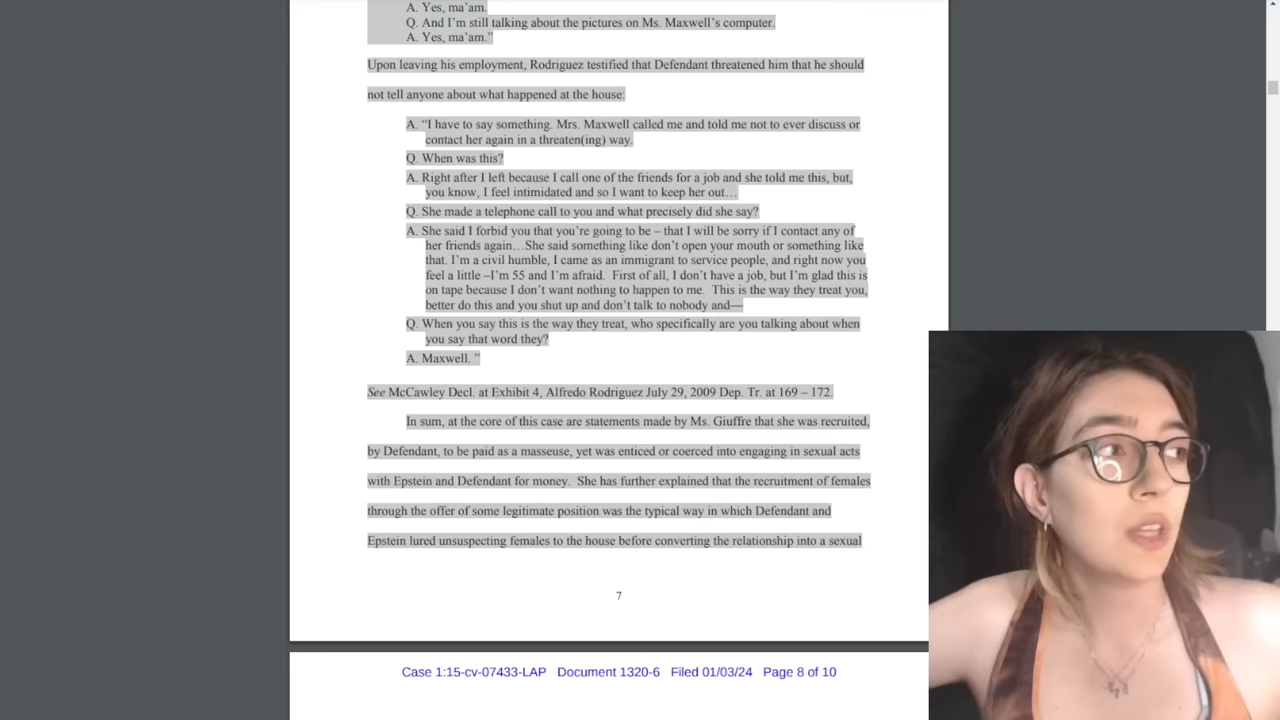 A. Yes, ma'am.
Q. And I'm still talking about the pictures on Ms. Maxwell's computer.
A. Yes, ma'am.”
Upon leaving his employment, Rodriguez testified that Defendant threatened him that he should
not tell anyone about what happened at the house:
A. “I have to say something. Mrs. Maxwell called me and told me not to ever discuss or
contact her again in a threaten(ing) way.
Q. When was this?
A. Right after I left because I call one of the friends for a job and she told me this, but,
you know, I feel intimidated and so I want to keep her out…
Q. She made a telephone call to you and what precisely did she say?
A. She said I forbid you that you're going to be – that I will be sorry if I contact any of
her friends again…She said something like don't open your mouth or something like
that. I'm a civil humble, I came as an immigrant to service people, and right now you
feel a little –I'm 55 and I'm afraid. First of all, I don't have a job, but I'm glad this is
on tape because I don't want nothing to happen to me. This is the way they treat you,
better do this and you shut up and don't talk to nobody and—
Q. When you say this is the way they treat, who specifically are you talking about when
you say that word they?
A. Maxwell. ”
See McCawley Decl. at Exhibit 4, Alfredo Rodriguez July 29, 2009 Dep. Tr. at 169 – 172.
In sum, at the core of this case are statements made by Ms. Giuffre that she was recruited,
by Defendant, to be paid as a masseuse, yet was enticed or coerced into engaging in sexual acts
with Epstein and Defendant for money. She has further explained that the recruitment of females
through the offer of some legitimate position was the typical way in which Defendant and
Epstein lured unsuspecting females to the house before converting the relationship into a sexual
7
Case 1:15-cv-07433-LAP Document 1320-6 Filed 01/03/24 Page 8 of 10